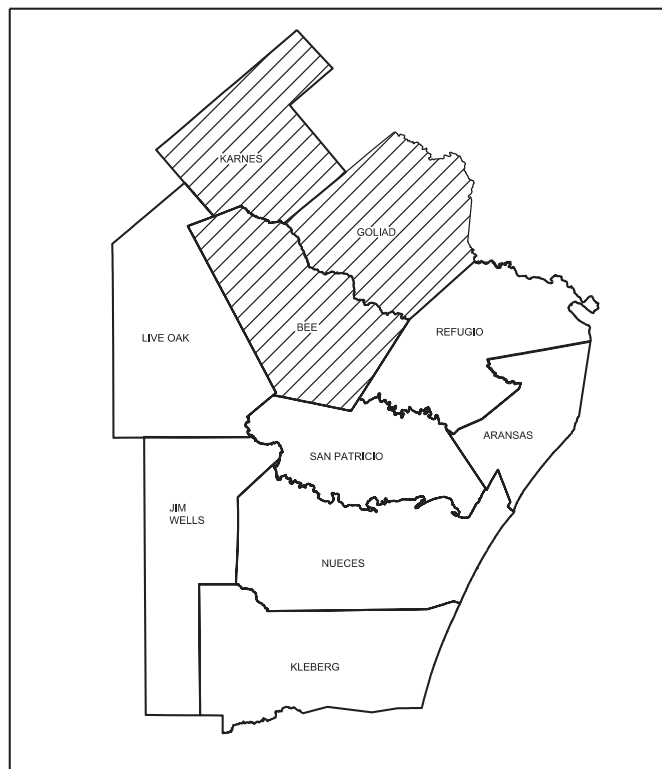 KARNES
GOLIAD
BEE
LIVE OAK
REFUGIO
ARANSAS
SAN PATRICIO
JIM
WELLS
NUECES
KLEBERG